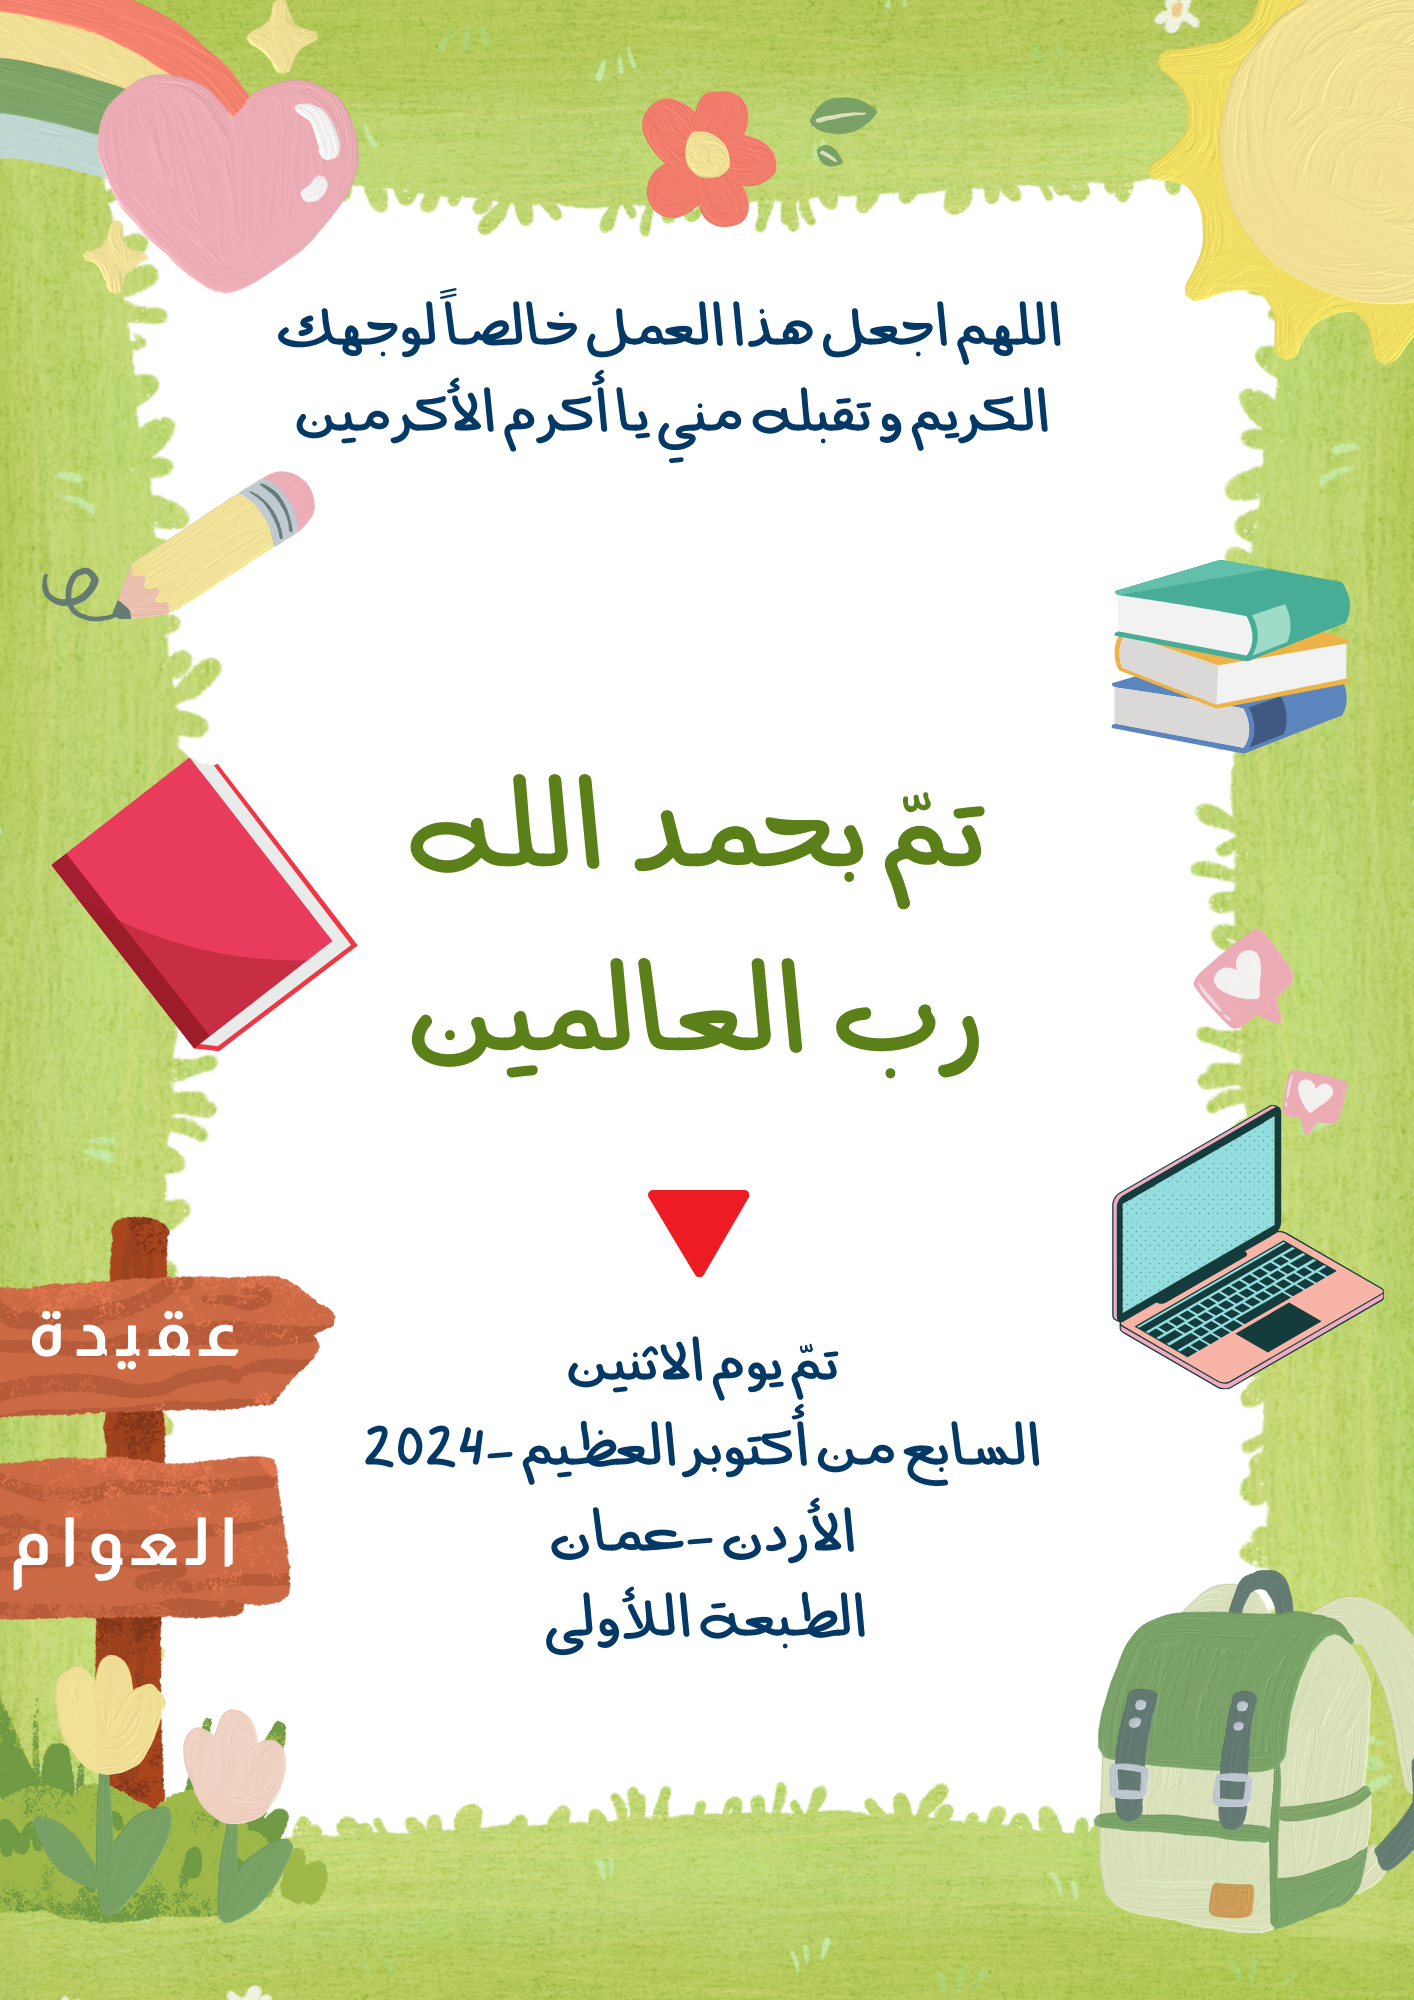 اللهم اجعل هذا العمل خالصاً لوجهك
الكريم و تقبله مني يا أكرم الأكرمين
تمّ بحمد الله
رب العالمين
تمّ يوم الاثنين
السابع من أكتوبر العظيم -2024
الأردن -عمان
الطبعة اللأولى
عقيدة
العوام